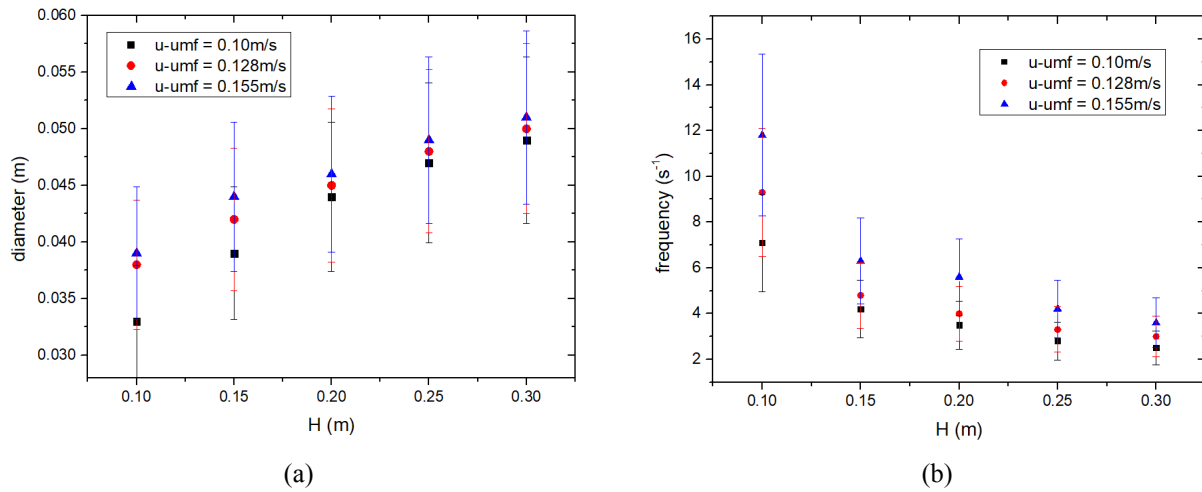 0.060
0.055
0.050
0.045
0.040
0.035
0.030
diameter (m)
u-umf = 0.10m/s
u-umf = 0.128m/s
u-umf = 0.155m/s
0.10 0.15 0.20 0.25 0.30
H (m)
(a)
16
14
12
10
8
6
4
2
frequency (s⁻¹)
u-umf = 0.10m/s
u-umf = 0.128m/s
u-umf = 0.155m/s
0.10 0.15 0.20 0.25 0.30
H (m)
(b)